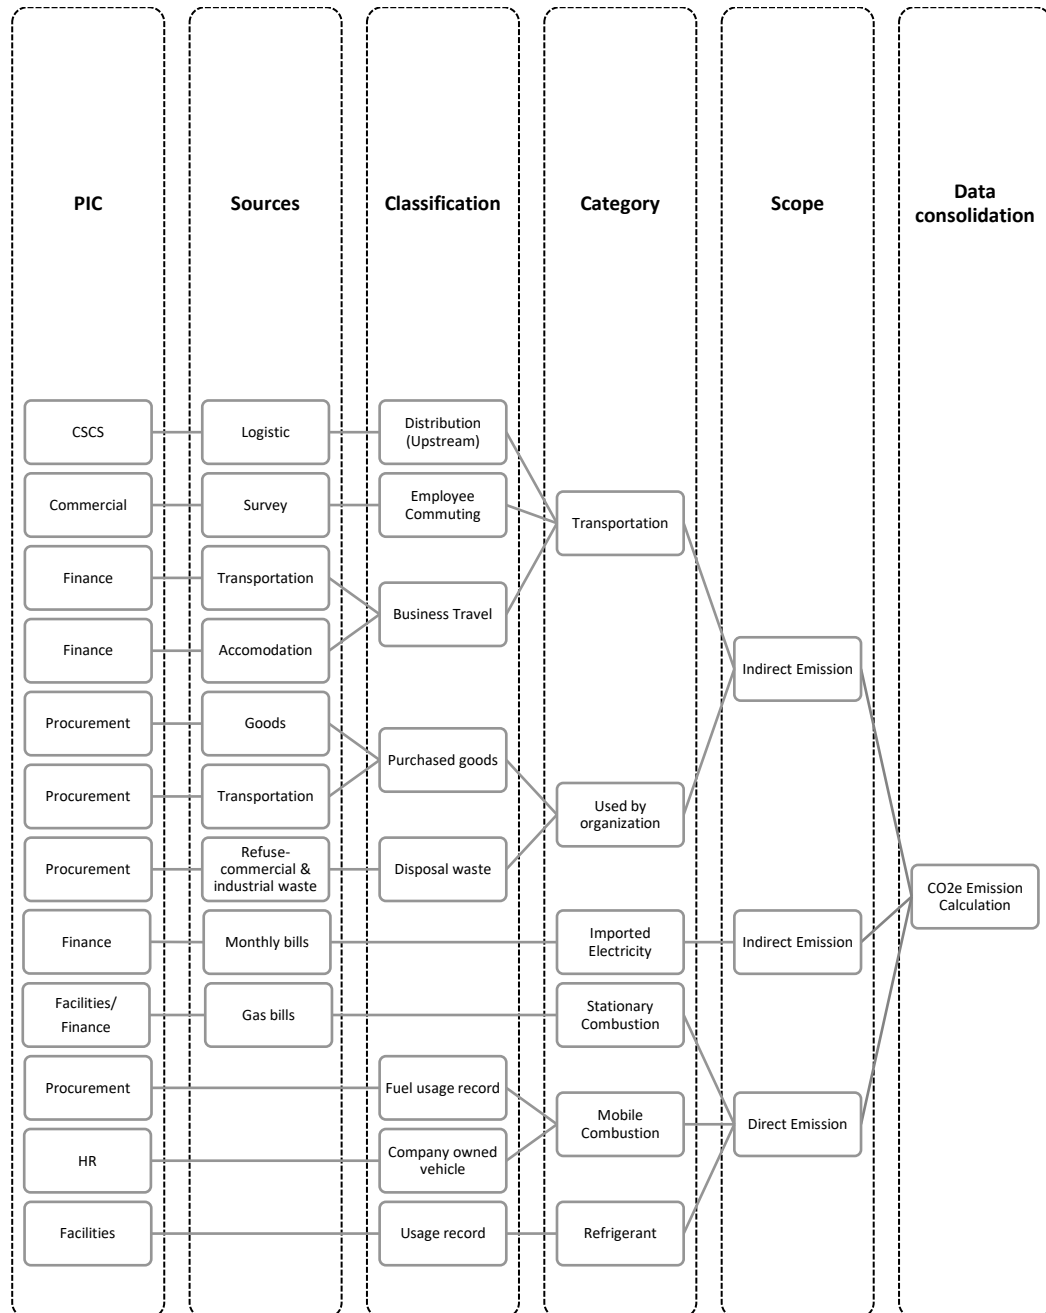 PIC
Sources
Classification
Category
Scope
Data
consolidation
CSCS
Logistic
Distribution
(Upstream)
Commercial
Survey
Employee
Commuting
Transportation
Finance
Transportation
Business Travel
Finance
Accomodation
Indirect Emission
Procurement
Goods
Purchased goods
Procurement
Transportation
Used by
organization
Procurement
Refuse-
commercial &
industrial waste
Disposal waste
CO2e Emission
Calculation
Finance
Monthly bills
Imported
Electricity
Indirect Emission
Facilities/
Finance
Gas bills
Stationary
Combustion
Procurement
Fuel usage record
Mobile
Combustion
Direct Emission
HR
Company owned
vehicle
Facilities
Usage record
Refrigerant